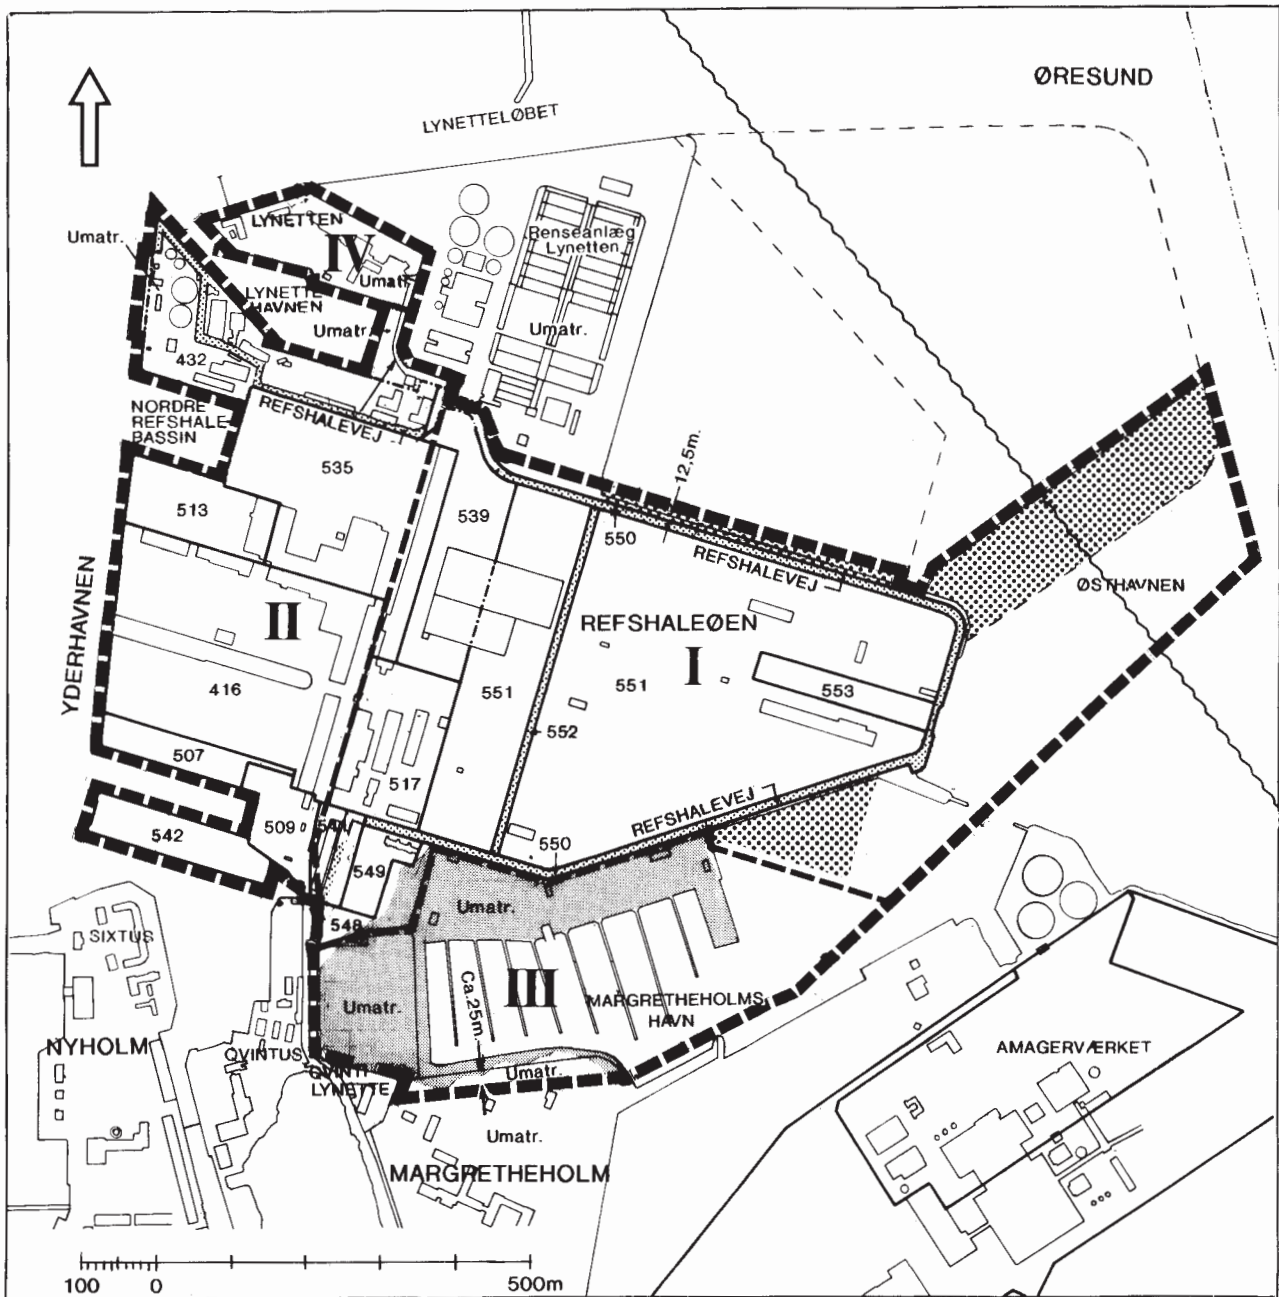 ØRESUND
LYNETTELØBET
LYNETTEN
Umatr.
IV
Renseanlæg
Lynetten
Umatr.
LYNETTE
HAVNEN
Umatr.
Umatr.
432
NORDRE
REFSHALE-
BASSIN
REFSHALEVEJ
535
12,5m.
513
539
550
REFSHALEVEJ
ØSTHAVNEN
YDERHAVNEN
II
REFSHALEØEN
I
416
551
551
553
552
507
517
REFSHALEVEJ
542
509
550
549
548
Umatr.
SIXTUS
III
Ca.25m.
MARGRETHEHOLMS
HAVN
Umatr.
NYHOLM
QVINTUS
QVINTI
LYNETTE
Umatr.
AMAGERVÆRKET
Umatr.
MARGRETHEHOLM
100 0 500m